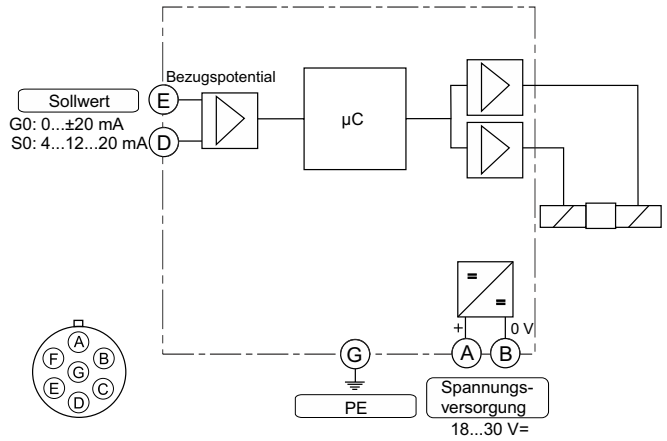 Bezugspotential
Sollwert
E
G0: 0...±20 mA
S0: 4...12...20 mA
D
µC
=
=
+
0 V
G
A
B
PE
Spannungs-
versorgung
18...30 V=
A
F
B
G
E
C
D